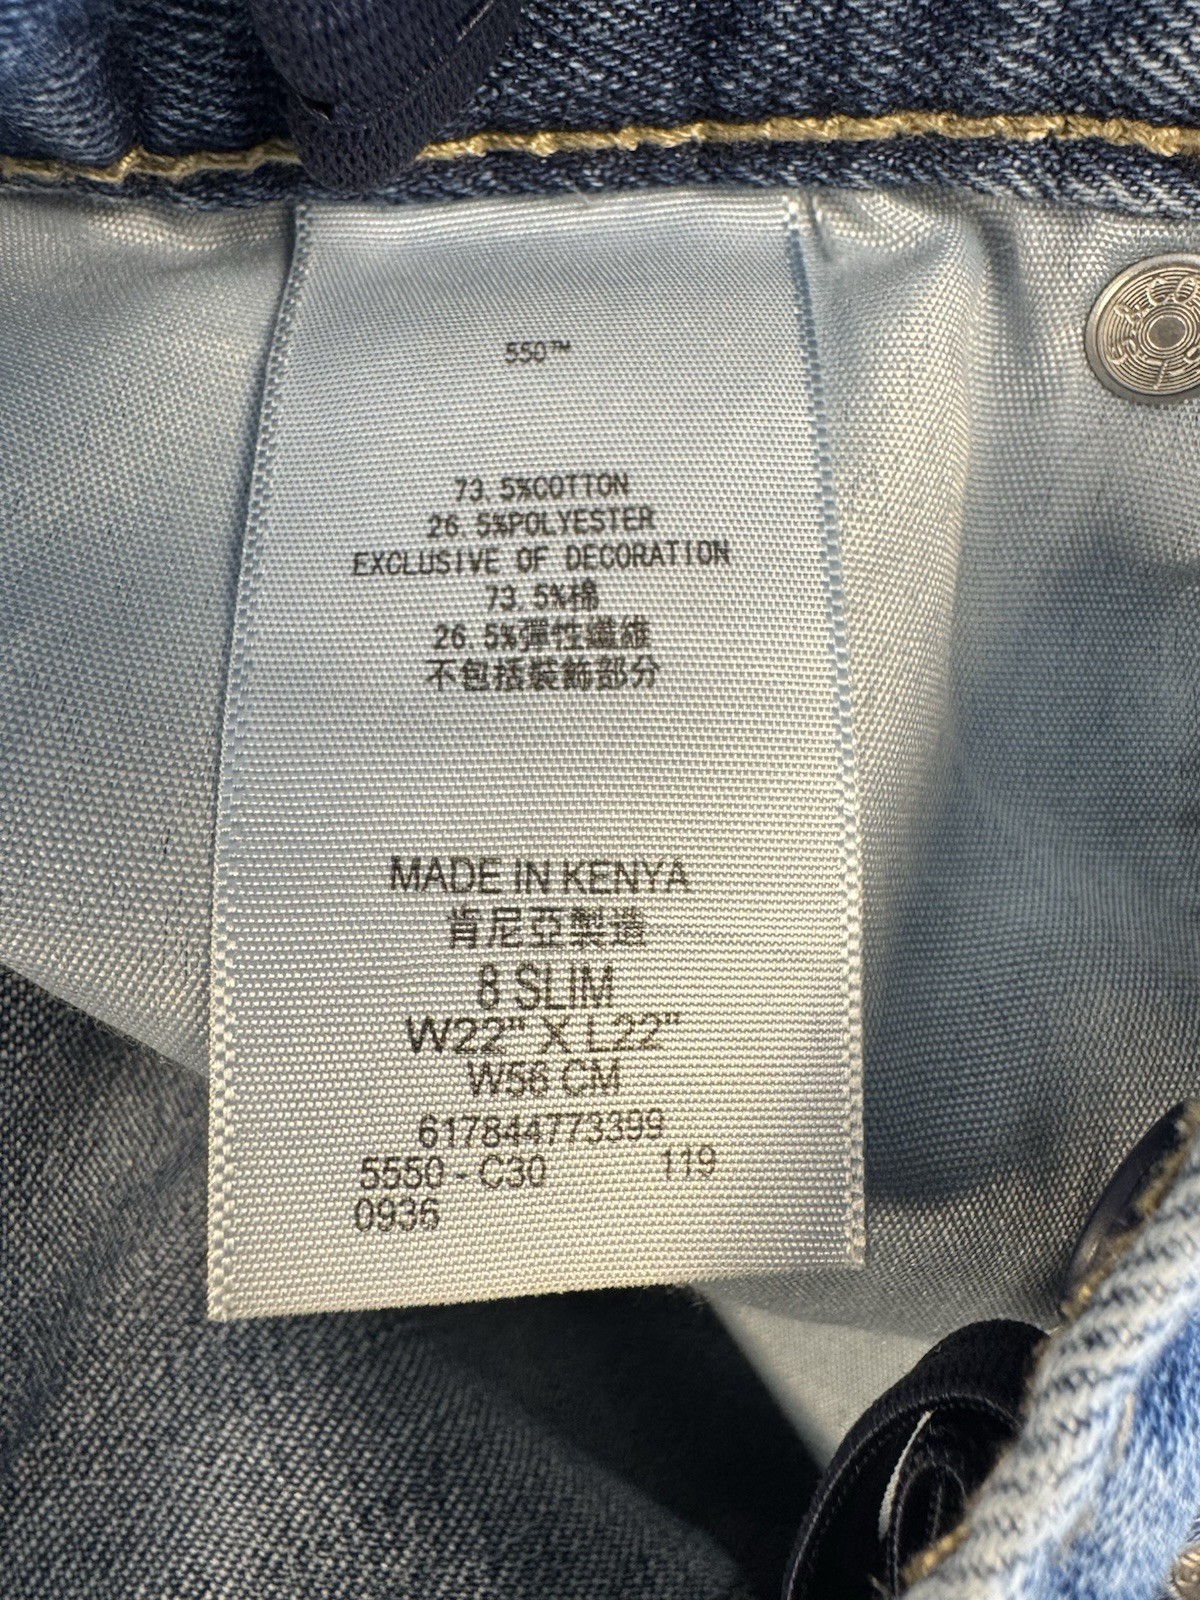 550™
73.5%COTTON
26.5%POLYESTER
EXCLUSIVE OF DECORATION
73.5%棉
26.5%彈性纖維
不包括裝飾部分
MADE IN KENYA
肯尼亞製造
8 SLIM
W22" X L22"
W56 CM
617844773399
5550 - C30 119
0936